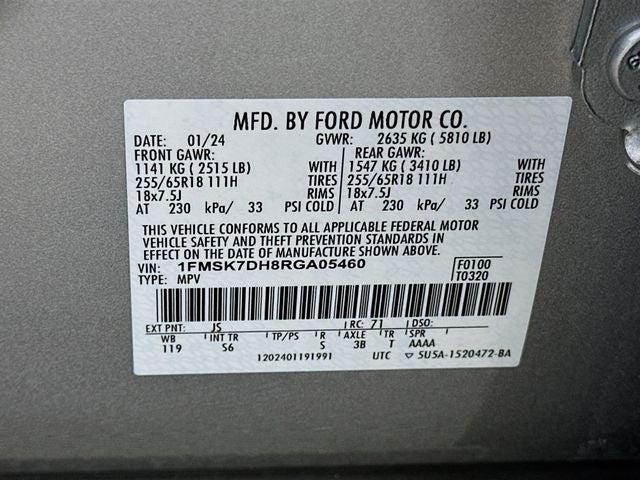 MFD. BY FORD MOTOR CO.
DATE: 01/24 GVWR: 2635 KG ( 5810 LB)
FRONT GAWR: REAR GAWR:
1141 KG ( 2515 LB) WITH 1547 KG ( 3410 LB) WITH
255/65R18 111H TIRES 255/65R18 111H TIRES
18x7.5J RIMS 18x7.5J RIMS
AT 230 kPa/ 33 PSI COLD AT 230 kPa/ 33 PSI COLD
THIS VEHICLE CONFORMS TO ALL APPLICABLE FEDERAL MOTOR
VEHICLE SAFETY AND THEFT PREVENTION STANDARDS IN
EFFECT ON THE DATE OF MANUFACTURE SHOWN ABOVE.
VIN: 1FMSK7DH8RGA05460 F0100
TYPE: MPV T0320
EXT PNT: JS RC: 71 DSO:
WB INT TR TP/PS R AXLE TR SPR
119 S6 S 3B T AAAA
1202401191991 UTC ▽ 5U5A-1520472-BA